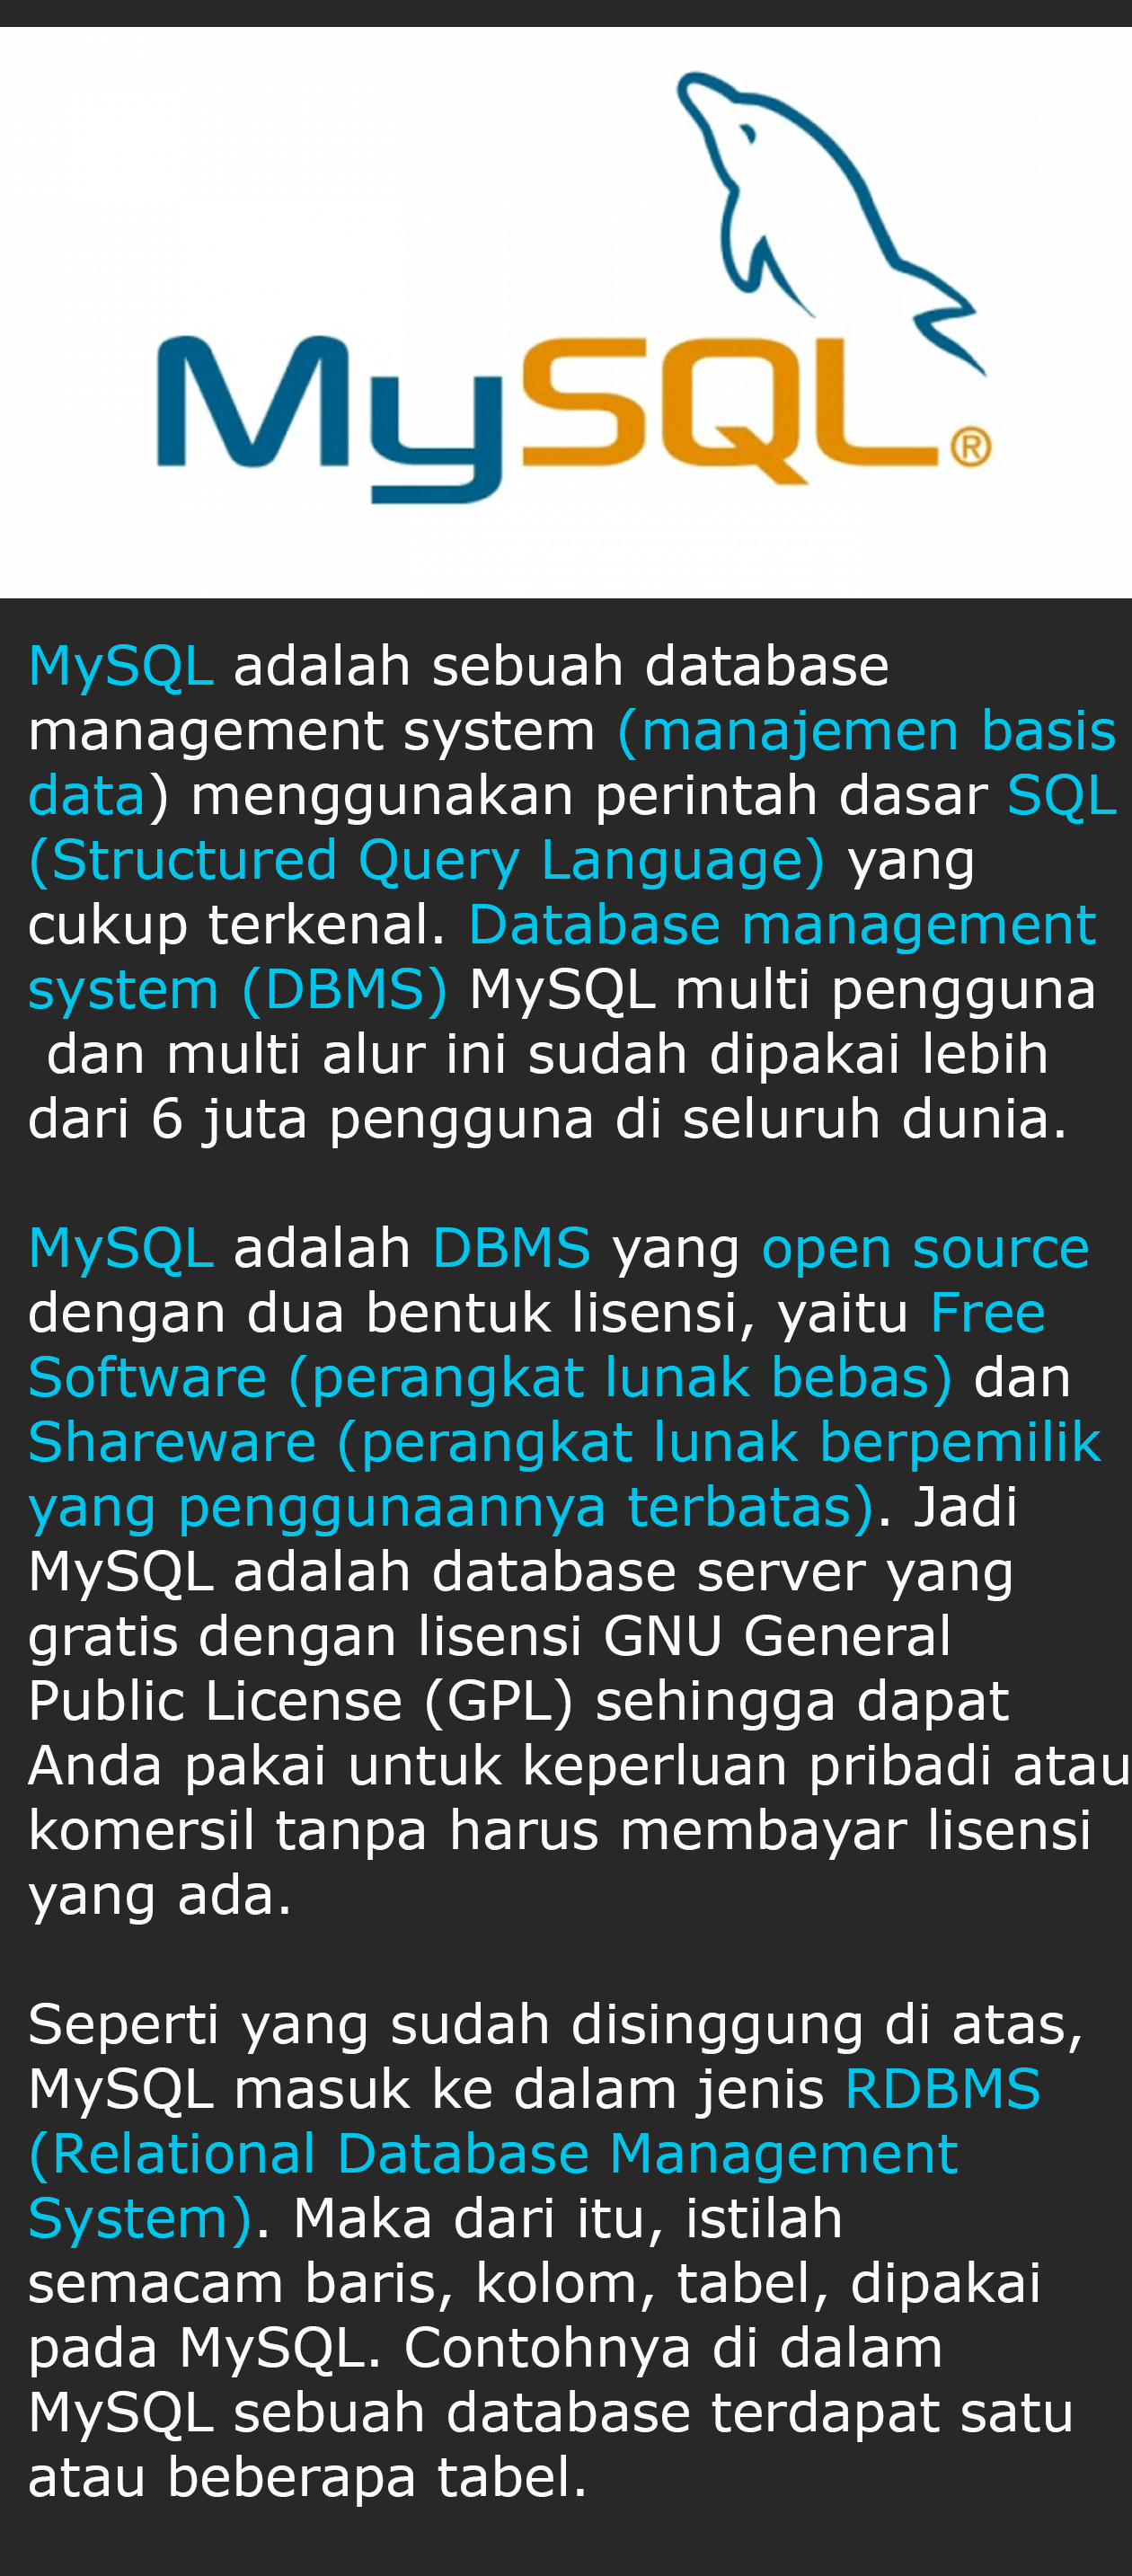 MySQL®
MySQL adalah sebuah database
management system (manajemen basis
data) menggunakan perintah dasar SQL
(Structured Query Language) yang
cukup terkenal. Database management
system (DBMS) MySQL multi pengguna
dan multi alur ini sudah dipakai lebih
dari 6 juta pengguna di seluruh dunia.
MySQL adalah DBMS yang open source
dengan dua bentuk lisensi, yaitu Free
Software (perangkat lunak bebas) dan
Shareware (perangkat lunak berpemilik
yang penggunaannya terbatas). Jadi
MySQL adalah database server yang
gratis dengan lisensi GNU General
Public License (GPL) sehingga dapat
Anda pakai untuk keperluan pribadi atau
komersil tanpa harus membayar lisensi
yang ada.
Seperti yang sudah disinggung di atas,
MySQL masuk ke dalam jenis RDBMS
(Relational Database Management
System). Maka dari itu, istilah
semacam baris, kolom, tabel, dipakai
pada MySQL. Contohnya di dalam
MySQL sebuah database terdapat satu
atau beberapa tabel.